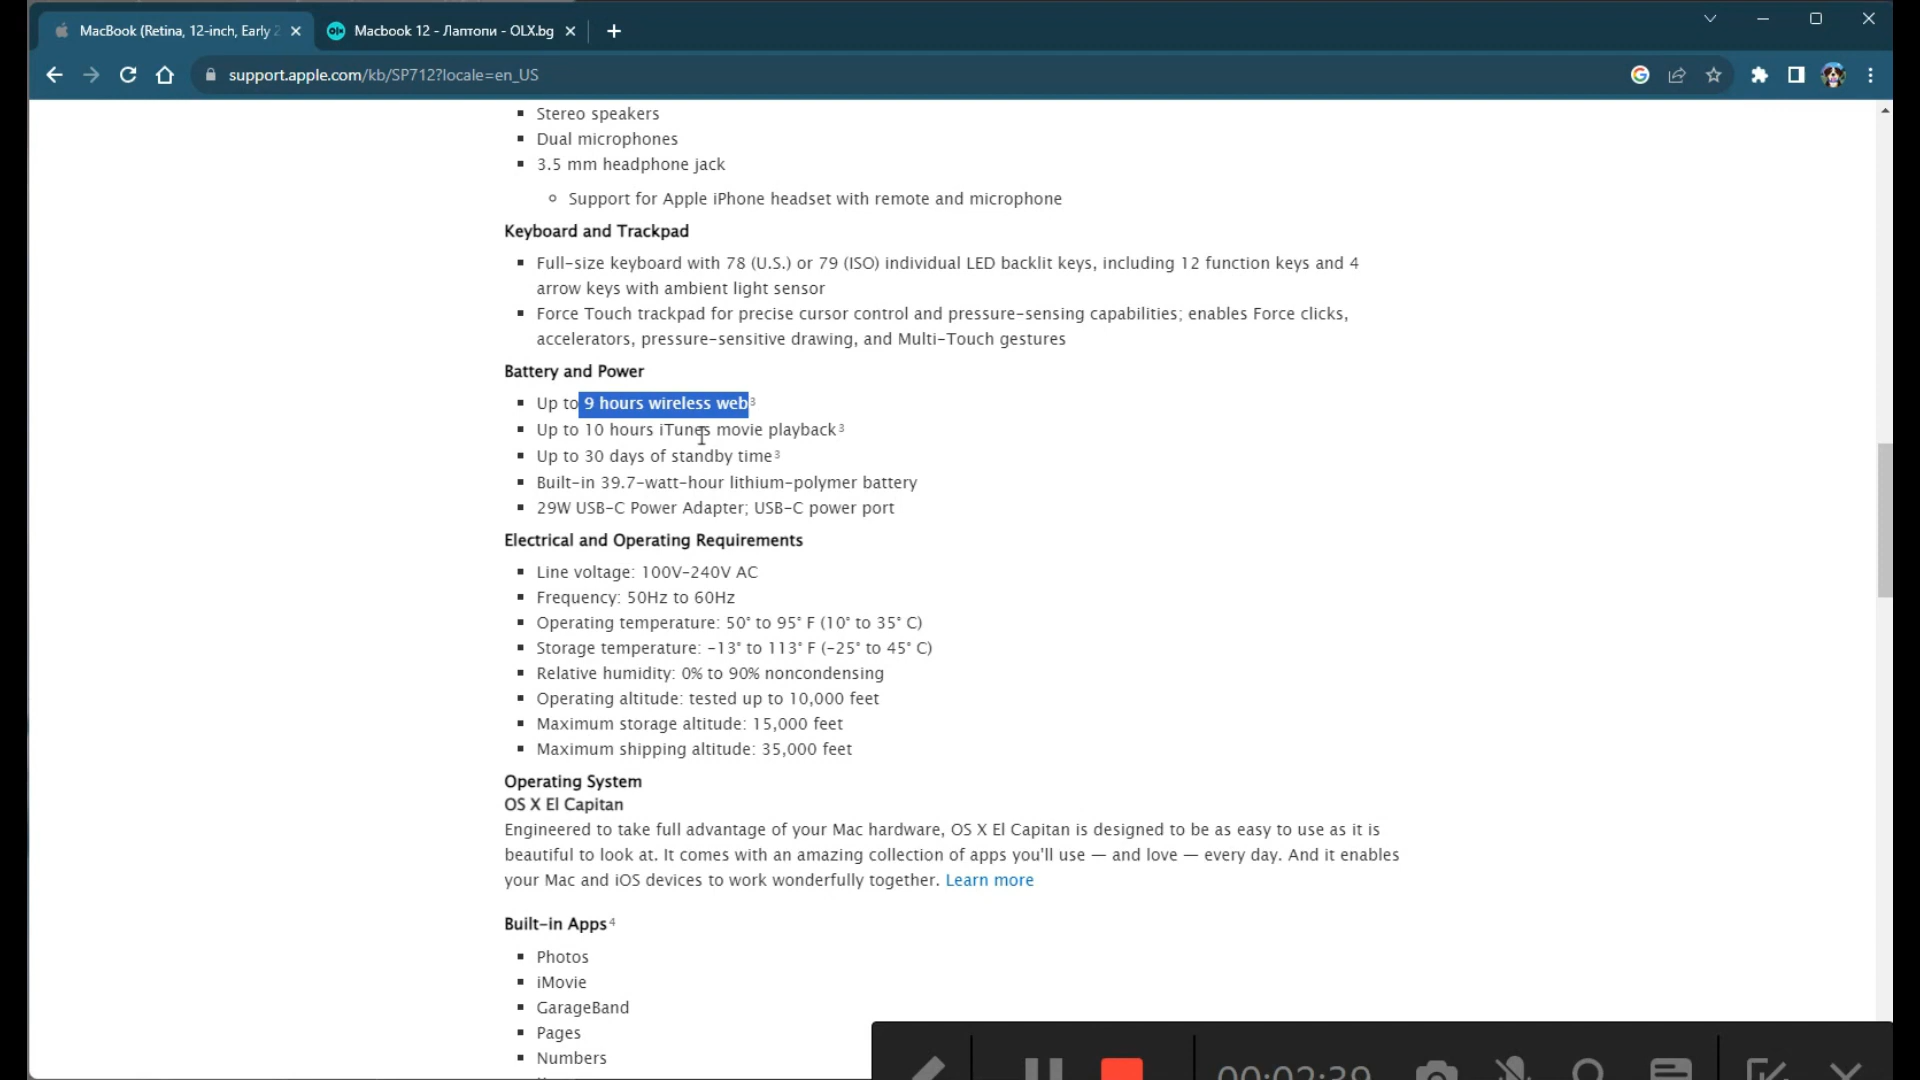 MacBook (Retina, 12-inch, Early 2
Macbook 12 - Лаптопи - OLX.bg
support.apple.com/kb/SP712?locale=en_US
Stereo speakers
Dual microphones
3.5 mm headphone jack
Support for Apple iPhone headset with remote and microphone
Keyboard and Trackpad
Full-size keyboard with 78 (U.S.) or 79 (ISO) individual LED backlit keys, including 12 function keys and 4
arrow keys with ambient light sensor
Force Touch trackpad for precise cursor control and pressure-sensing capabilities; enables Force clicks,
accelerators, pressure-sensitive drawing, and Multi-Touch gestures
Battery and Power
Up to 9 hours wireless web3
Up to 10 hours iTunes movie playback3
Up to 30 days of standby time3
Built-in 39.7-watt-hour lithium-polymer battery
29W USB-C Power Adapter; USB-C power port
Electrical and Operating Requirements
Line voltage: 100V-240V AC
Frequency: 50Hz to 60Hz
Operating temperature: 50° to 95° F (10° to 35° C)
Storage temperature: -13° to 113° F (-25° to 45° C)
Relative humidity: 0% to 90% noncondensing
Operating altitude: tested up to 10,000 feet
Maximum storage altitude: 15,000 feet
Maximum shipping altitude: 35,000 feet
Operating System
OS X El Capitan
Engineered to take full advantage of your Mac hardware, OS X El Capitan is designed to be as easy to use as it is
beautiful to look at. It comes with an amazing collection of apps you'll use — and love — every day. And it enables
your Mac and iOS devices to work wonderfully together. Learn more
Built-in Apps4
Photos
iMovie
GarageBand
Pages
Numbers
00:02:39